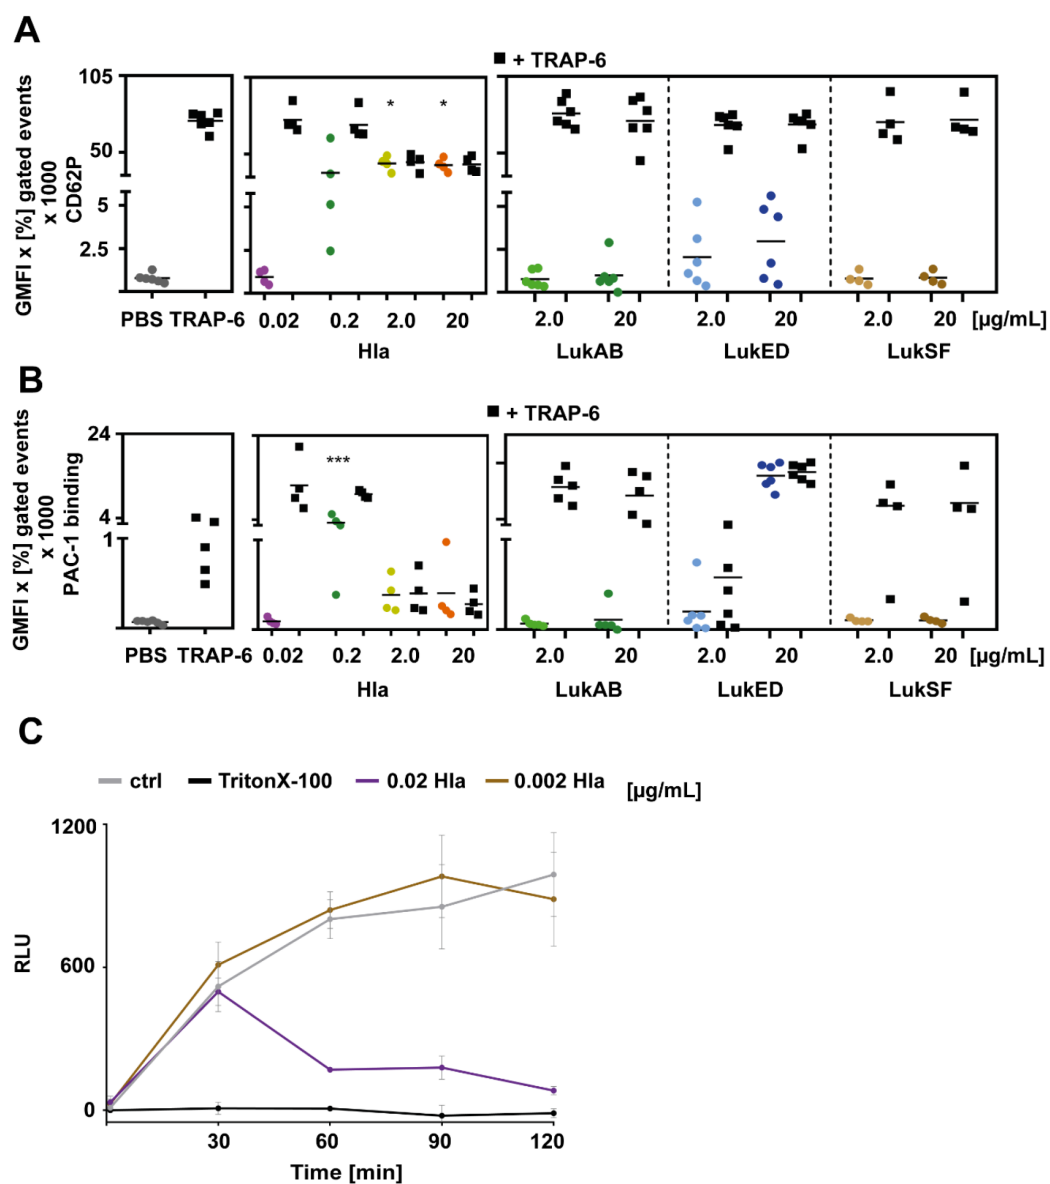 A
■ + TRAP-6
GMFI x [%] gated events
x 1000
CD62P
105
50
5
2.5
*
*
PBS TRAP-6
0.02 0.2 2.0 20
2.0 20 2.0 20 2.0 20 [µg/mL]
Hla LukAB LukED LukSF
B
■ + TRAP-6
GMFI x [%] gated events
x 1000
PAC-1 binding
24
4
1
***
PBS TRAP-6
0.02 0.2 2.0 20
2.0 20 2.0 20 2.0 20 [µg/mL]
Hla LukAB LukED LukSF
C
ctrl TritonX-100 0.02 Hla 0.002 Hla [µg/mL]
RLU
1200
600
0
30 60 90 120
Time [min]